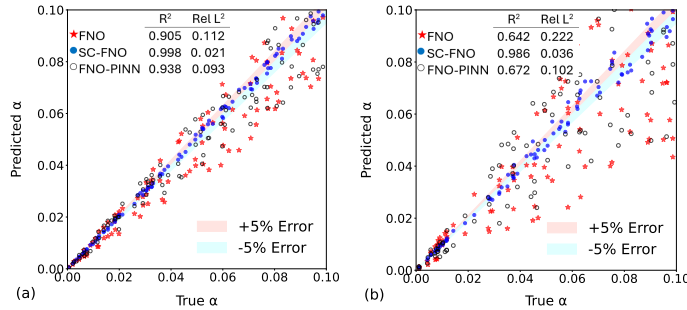 R² Rel L²
FNO 0.905 0.112
SC-FNO 0.998 0.021
FNO-PINN 0.938 0.093
0.10
0.08
0.06
0.04
0.02
0.00
Predicted α
+5% Error
-5% Error
0.00 0.02 0.04 0.06 0.08 0.10
True α
(a)
R² Rel L²
FNO 0.642 0.222
SC-FNO 0.986 0.036
FNO-PINN 0.672 0.102
0.10
0.08
0.06
0.04
0.02
0.00
Predicted α
+5% Error
-5% Error
0.00 0.02 0.04 0.06 0.08 0.10
True α
(b)